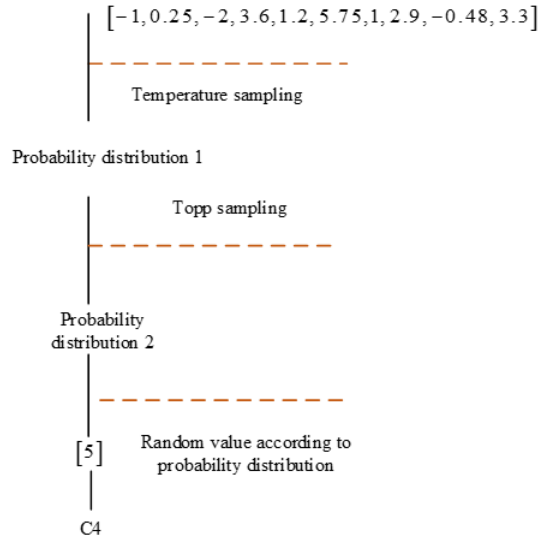 [−1, 0.25, −2, 3.6, 1.2, 5.75, 1, 2.9, −0.48, 3.3]
Temperature sampling
Probability distribution 1
Topp sampling
Probability
distribution 2
Random value according to
probability distribution
[5]
C4